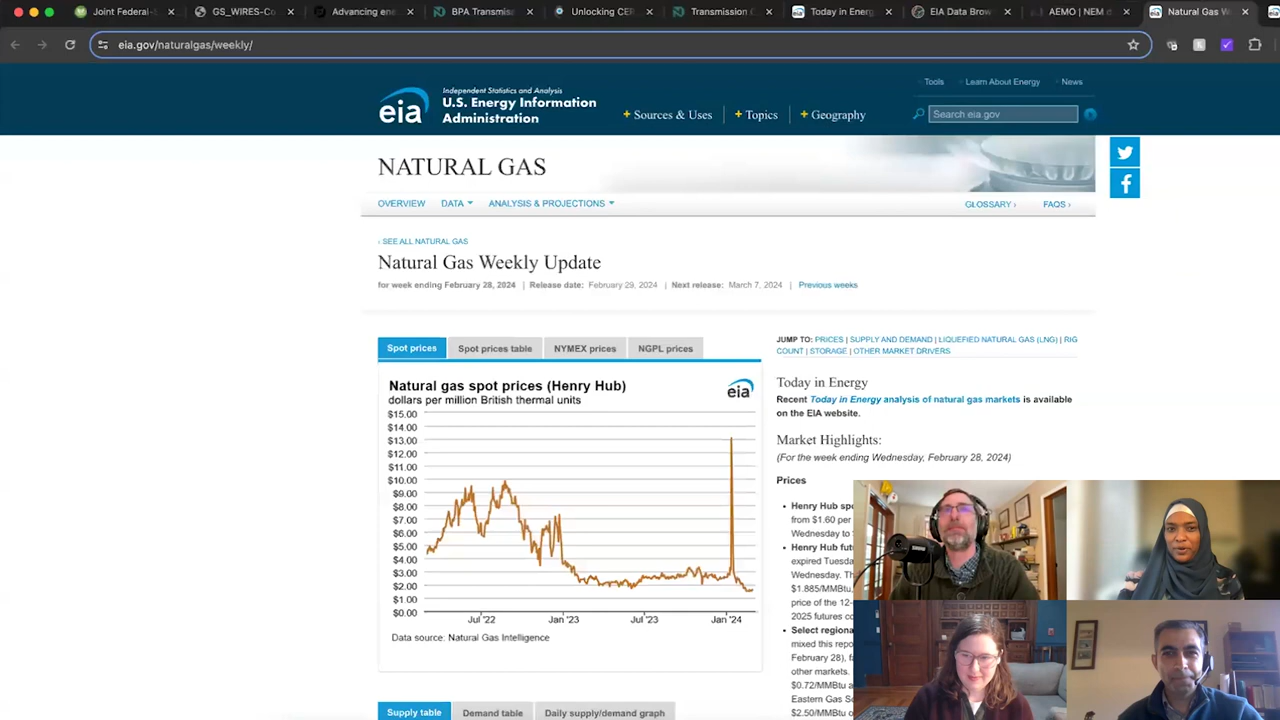 Joint Federal-S
GS_WIRES-Co
Advancing ene
BPA Transmiss
Unlocking CER
Transmission C
Today in Energ
EIA Data Brow
AEMO | NEM d
Natural Gas W
eia.gov/naturalgas/weekly/
Tools
Learn About Energy
News
eia
Independent Statistics and Analysis
U.S. Energy Information
Administration
+ Sources & Uses
+ Topics
+ Geography
Search eia.gov
NATURAL GAS
OVERVIEW
DATA
ANALYSIS & PROJECTIONS
GLOSSARY ›
FAQS ›
‹ SEE ALL NATURAL GAS
Natural Gas Weekly Update
for week ending February 28, 2024 | Release date: February 29, 2024 | Next release: March 7, 2024 | Previous weeks
Spot prices
Spot prices table
NYMEX prices
NGPL prices
Natural gas spot prices (Henry Hub)
dollars per million British thermal units
eia
$15.00
$14.00
$13.00
$12.00
$11.00
$10.00
$9.00
$8.00
$7.00
$6.00
$5.00
$4.00
$3.00
$2.00
$1.00
$0.00
Jul '22
Jan '23
Jul '23
Jan '24
Data source: Natural Gas Intelligence
Supply table
Demand table
Daily supply/demand graph
JUMP TO: PRICES | SUPPLY AND DEMAND | LIQUEFIED NATURAL GAS (LNG) | RIG
COUNT | STORAGE | OTHER MARKET DRIVERS
Today in Energy
Recent Today in Energy analysis of natural gas markets is available
on the EIA website.
Market Highlights:
(For the week ending Wednesday, February 28, 2024)
Prices
Henry Hub spo
from $1.60 per
Wednesday to
Henry Hub futu
expired Tuesda
Wednesday. Th
$1.885/MMBtu,
price of the 12-
2025 futures co
Select regiona
mixed this repo
February 28), fa
other markets.
$0.72/MMBtu a
Eastern Gas So
$2.50/MMBtu o